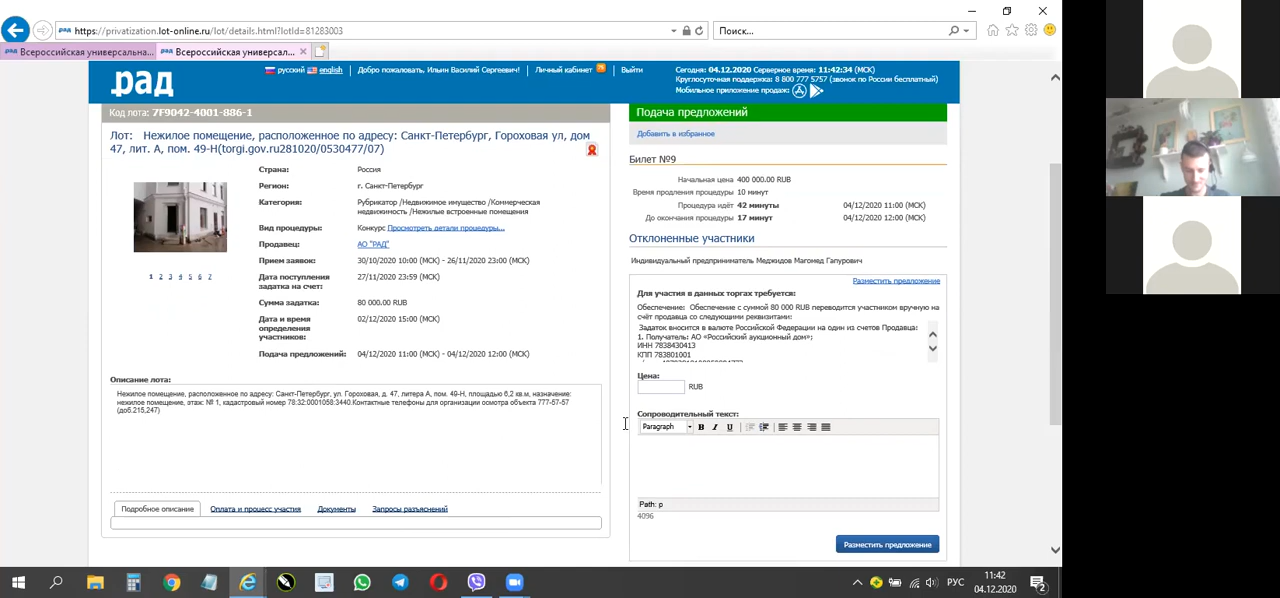 https://privatization.lot-online.ru/lot/details.html?lotId=81283003
Поиск...
РАД Всероссийская универсальна...
РАД Всероссийская универсал...
рад
русский english | Добро пожаловать, Ильин Василий Сергеевич! | Личный кабинет | Выйти
Сегодня: 04.12.2020 Серверное время: 11:42:34 (МСК)
Круглосуточная поддержка: 8 800 777 5757 (звонок по России бесплатный)
Мобильное приложение продаж:
Код лота: 7F9042-4001-886-1
Лот: Нежилое помещение, расположенное по адресу: Санкт-Петербург, Гороховая ул, дом
47, лит. А, пом. 49-Н(torgi.gov.ru281020/0530477/07)
1 2 3 4 5 6 7
Страна: Россия
Регион: г. Санкт-Петербург
Категория: Рубрикатор /Недвижимое имущество /Коммерческая
недвижимость /Нежилые встроенные помещения
Вид процедуры: Конкурс Просмотреть детали процедуры...
Продавец: АО "РАД"
Прием заявок: 30/10/2020 10:00 (МСК) - 26/11/2020 23:00 (МСК)
Дата поступления
задатка на счет: 27/11/2020 23:59 (МСК)
Сумма задатка: 80 000.00 RUB
Дата и время
определения
участников: 02/12/2020 15:00 (МСК)
Подача предложений: 04/12/2020 11:00 (МСК) - 04/12/2020 12:00 (МСК)
Описание лота:
Нежилое помещение, расположенное по адресу: Санкт-Петербург, ул. Гороховая, д. 47, литера А, пом. 49-Н, площадью 6,2 кв.м, назначение:
нежилое помещение, этаж: № 1, кадастровый номер 78:32:0001058:3440.Контактные телефоны для организации осмотра объекта 777-57-57
(доб.215,247)
Подробное описание Оплата и процесс участия Документы Запросы разъяснений
Подача предложений
Добавить в избранное
Билет №9
Начальная цена 400 000.00 RUB
Время продления процедуры 10 минут
Процедура идёт 42 минуты 04/12/2020 11:00 (МСК)
До окончания процедуры 17 минут 04/12/2020 12:00 (МСК)
Отклоненные участники
Индивидуальный предприниматель Меджидов Магомед Гапурович
Разместить предложение
Для участия в данных торгах требуется:
Обеспечение: Обеспечение с суммой 80 000 RUB переводится участником вручную на
счёт продавца со следующими реквизитами:
Задаток вносится в валюте Российской Федерации на один из счетов Продавца:
1. Получатель: АО «Российский аукционный дом»;
ИНН 7838430413
КПП 783801001
Цена:
RUB
Сопроводительный текст:
Paragraph B I U
Path: p
4096
Разместить предложение
РУС
11:42
04.12.2020
2